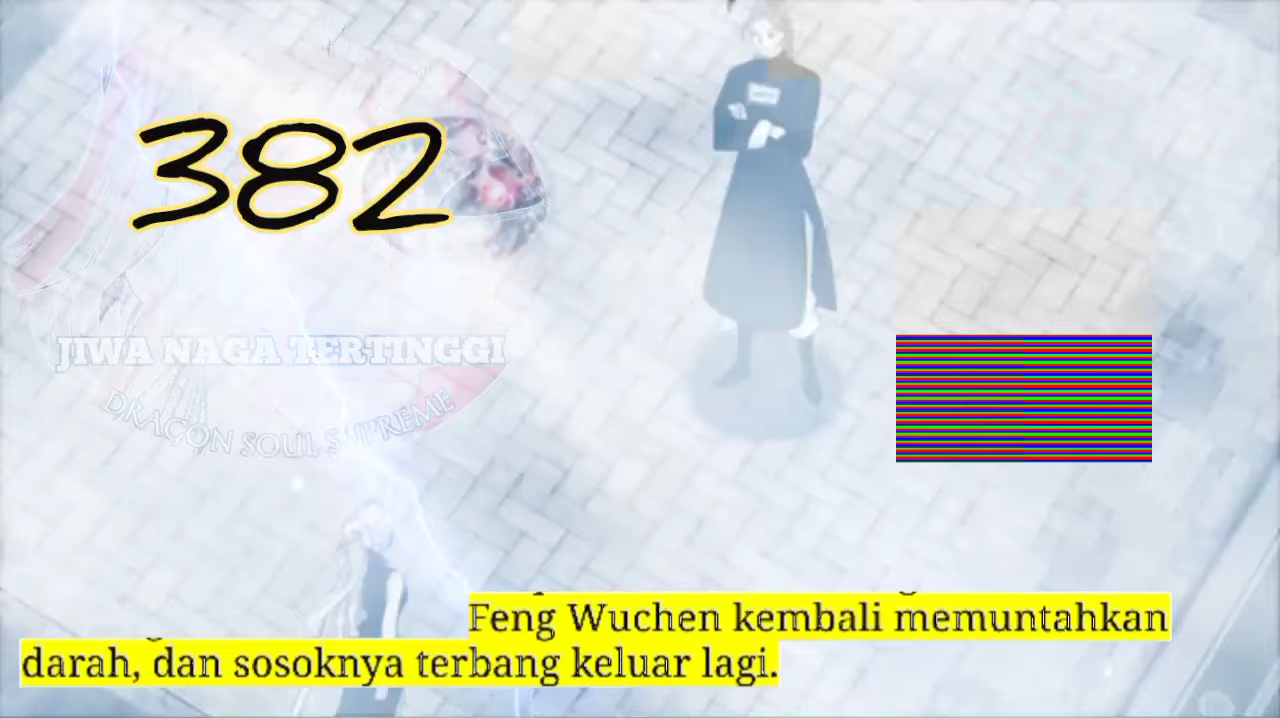 382
JIWA NAGA TERTINGGI
DRAGON SOUL SUPREME
Feng Wuchen kembali memuntahkan
darah, dan sosoknya terbang keluar lagi.